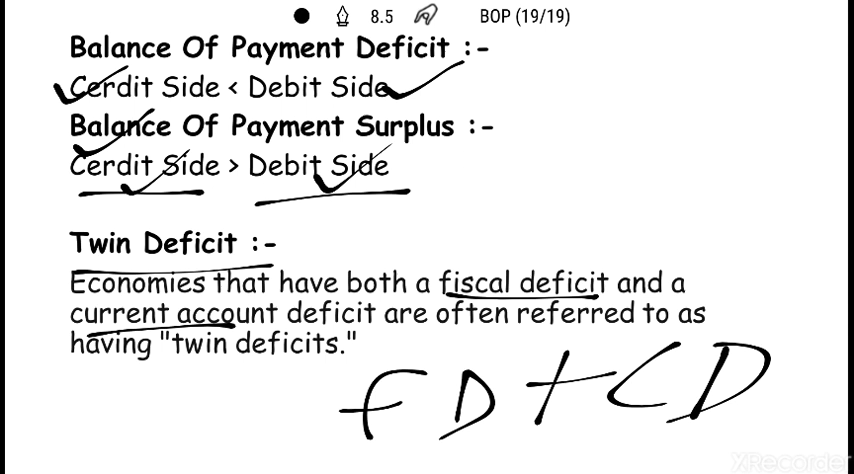 8.5 BOP (19/19)
Balance Of Payment Deficit :-
Cerdit Side < Debit Side
Balance Of Payment Surplus :-
Cerdit Side > Debit Side
Twin Deficit :-
Economies that have both a fiscal deficit and a
current account deficit are often referred to as
having "twin deficits."
FD+CD
XRecorder